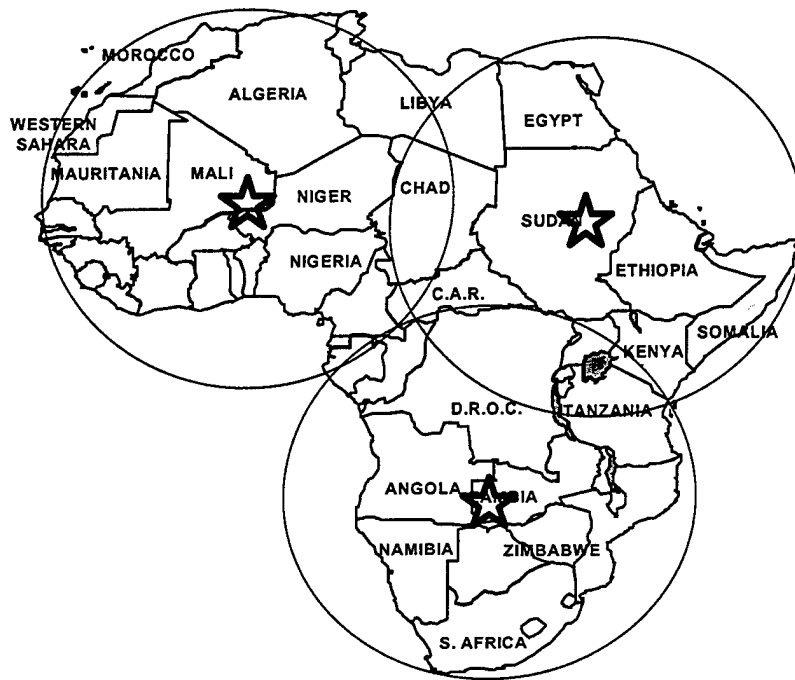 MOROCCO
ALGERIA
LIBYA
EGYPT
WESTERN
SAHARA
MAURITANIA
MALI
NIGER
CHAD
SUDAN
NIGERIA
ETHIOPIA
C.A.R.
SOMALIA
KENYA
D.R.O.C.
TANZANIA
ANGOLA
ZAMBIA
NAMIBIA
ZIMBABWE
S. AFRICA